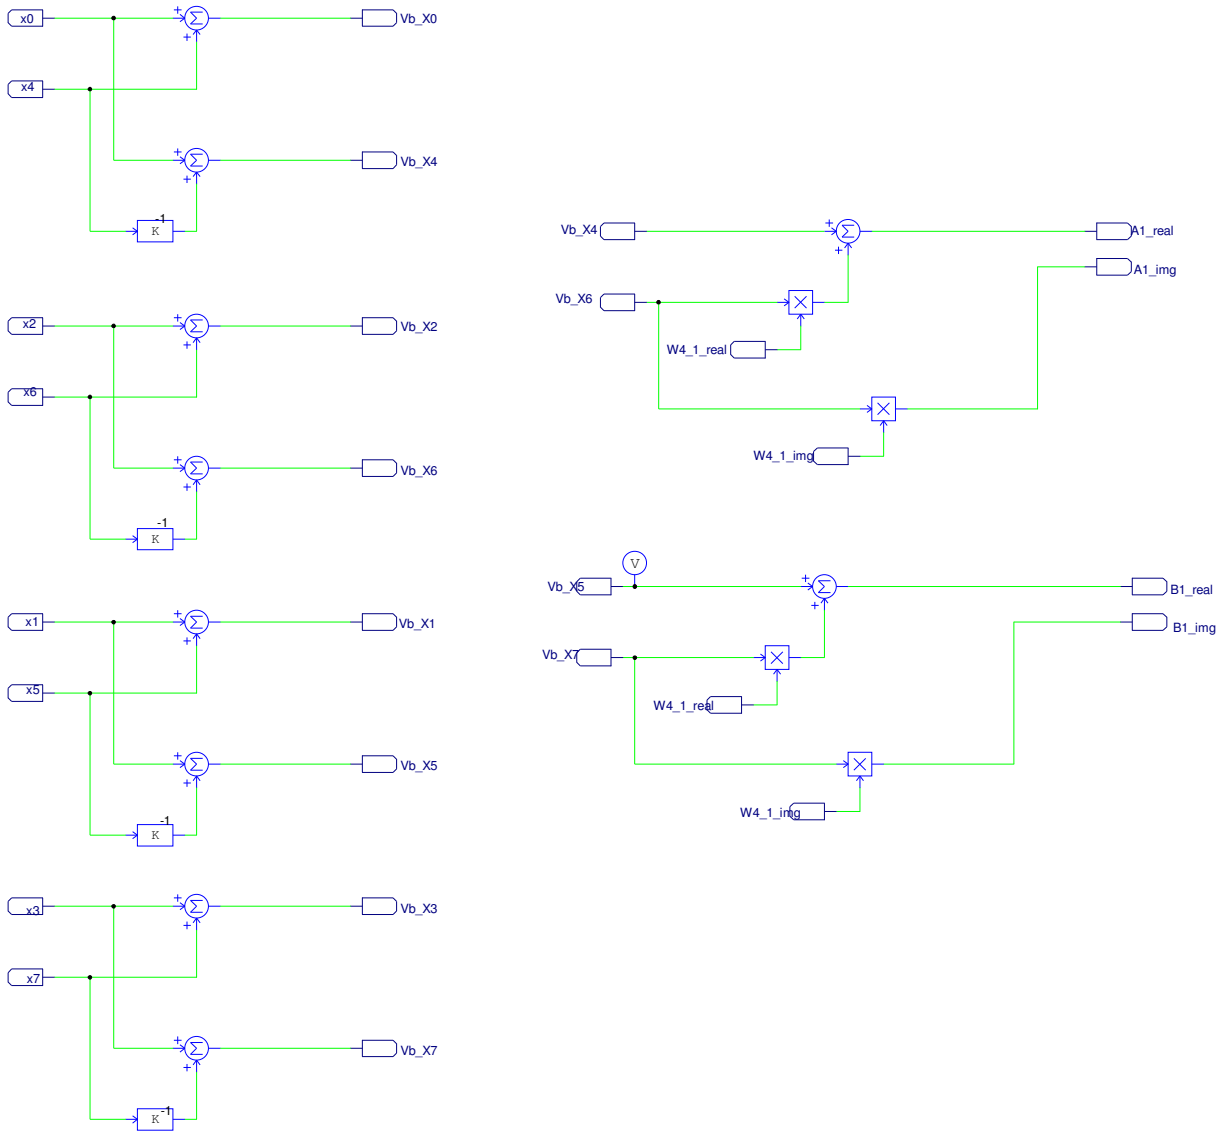 x0
+
Σ
+
Vb_X0
x4
+
Σ
+
Vb_X4
-1
K
x2
+
Σ
+
Vb_X2
x6
+
Σ
+
Vb_X6
-1
K
x1
+
Σ
+
Vb_X1
x5
+
Σ
+
Vb_X5
-1
K
x3
+
Σ
+
Vb_X3
x7
+
Σ
+
Vb_X7
-1
K
Vb_X4
+
Σ
+
A1_real
A1_img
Vb_X6
×
W4_1_real
×
W4_1_img
V
Vb_X5
+
Σ
+
B1_real
B1_img
Vb_X7
×
W4_1_real
×
W4_1_img